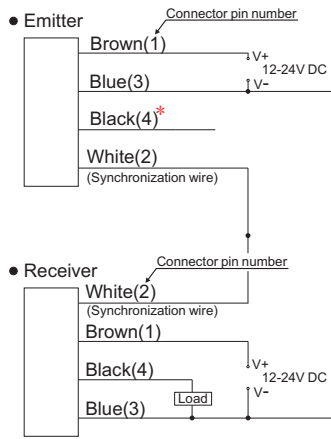 ● Emitter
Connector pin number
Brown(1)
V+
12-24V DC
Blue(3)
V-
Black(4)*
White(2)
(Synchronization wire)
Connector pin number
● Receiver
White(2)
(Synchronization wire)
Brown(1)
V+
Black(4)
12-24V DC
V-
Load
Blue(3)